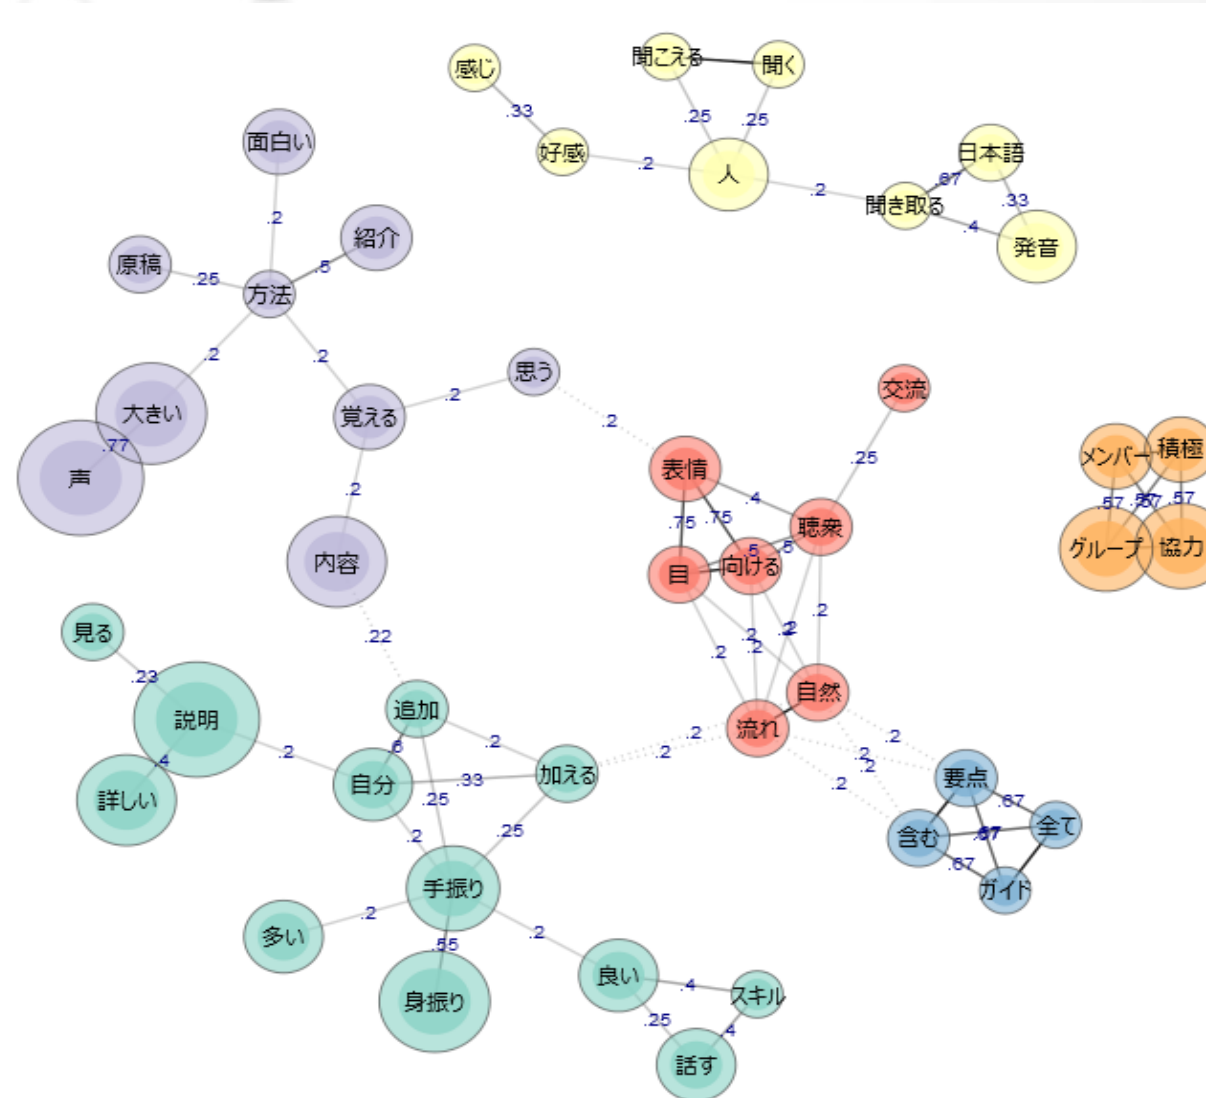 感じ
聞こえる
聞く
.33
.25
.25
面白い
好感
.2
人
.2
日本語
.67
聞き取る
.33
.4
発音
.2
紹介
原稿
.25
.5
方法
.2
.2
思う
大きい
.2
覚える
.2
.77
声
.2
内容
交流
.25
表情
.4
.75
.75
聴衆
.5
.5
目
向ける
.2
.2
.2
.2
自然
流れ
メンバー
積極
.57
.57
グループ
協力
.22
見る
.23
説明
.4
詳しい
.2
追加
.6
.2
自分
.33
加える
.25
.2
.25
.2
.2
.2
.2
.2
.2
要点
.67
含む
全て
.67
ガイド
手振り
多い
.2
.55
.2
身振り
良い
.4
スキル
.25
.4
話す